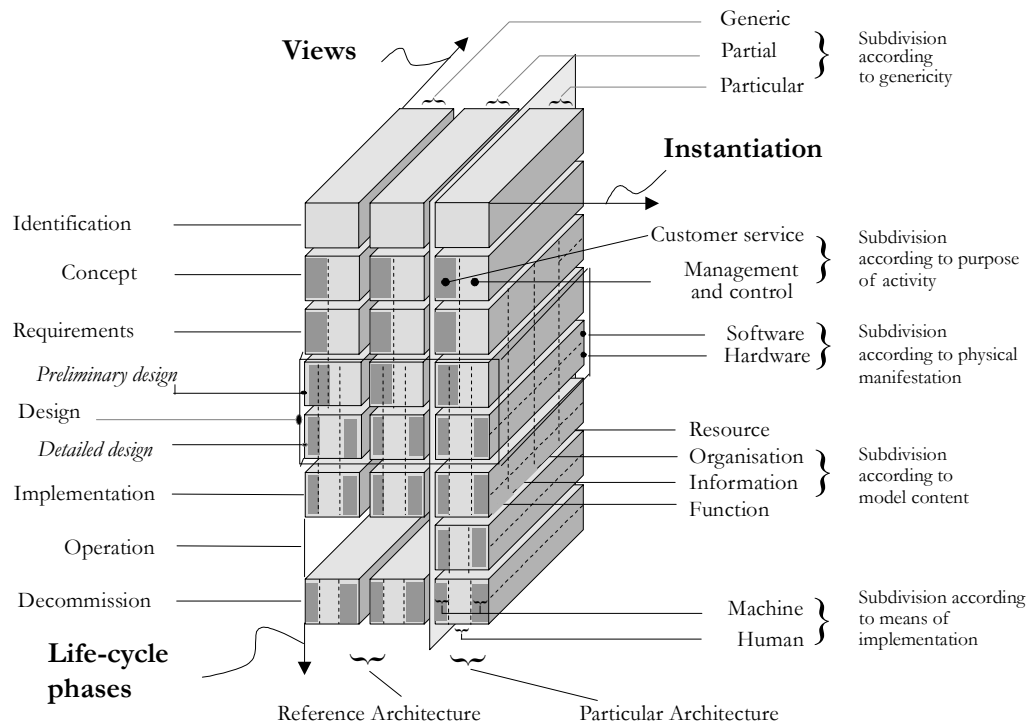 Generic
Views
Partial
Subdivision
according
to genericity
Particular
Instantiation
Identification
Customer service
Subdivision
according to purpose
of activity
Concept
Management
and control
Requirements
Software
Hardware
Subdivision
according to physical
manifestation
Preliminary design
Design
Detailed design
Resource
Organisation
Information
Function
Subdivision
according to
model content
Implementation
Operation
Decommission
Machine
Human
Subdivision according
to means of
implementation
Life-cycle
phases
Reference Architecture
Particular Architecture